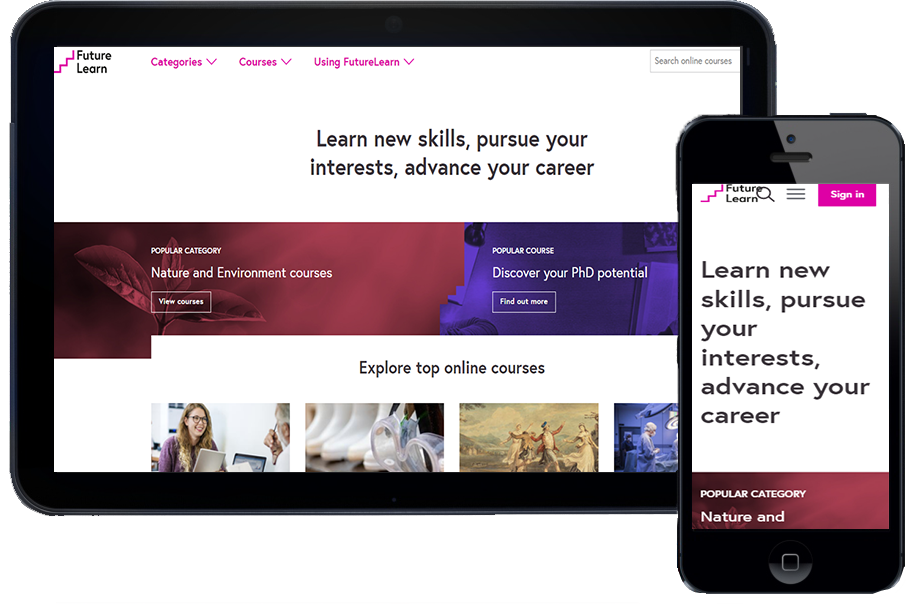 Future
Learn
Categories
Courses
Using FutureLearn
Search online courses
Learn new skills, pursue your
interests, advance your career
POPULAR CATEGORY
Nature and Environment courses
View courses
POPULAR COURSE
Discover your PhD potential
Find out more
Explore top online courses
Future
Learn
Sign in
Learn new
skills, pursue
your
interests,
advance your
career
POPULAR CATEGORY
Nature and